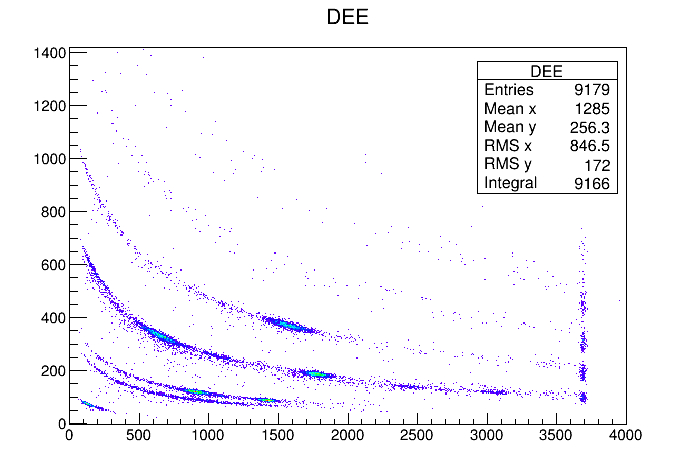 DEE
DEE
Entries 9179
Mean x 1285
Mean y 256.3
RMS x 846.5
RMS y 172
Integral 9166
1400
1200
1000
800
600
400
200
0
0 500 1000 1500 2000 2500 3000 3500 4000